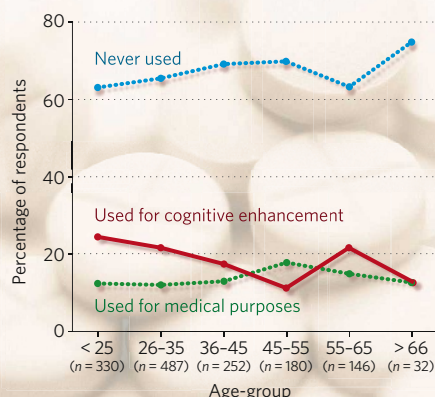 80
60
40
20
0
Percentage of respondents
Never used
Used for cognitive enhancement
Used for medical purposes
< 25 26–35 36–45 45–55 55–65 > 66
(n = 330) (n = 487) (n = 252) (n = 180) (n = 146) (n = 32)
Age-group